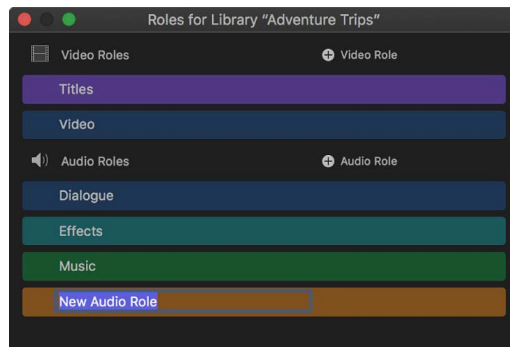 Roles for Library “Adventure Trips”
Video Roles
Video Role
Titles
Video
Audio Roles
Audio Role
Dialogue
Effects
Music
New Audio Role